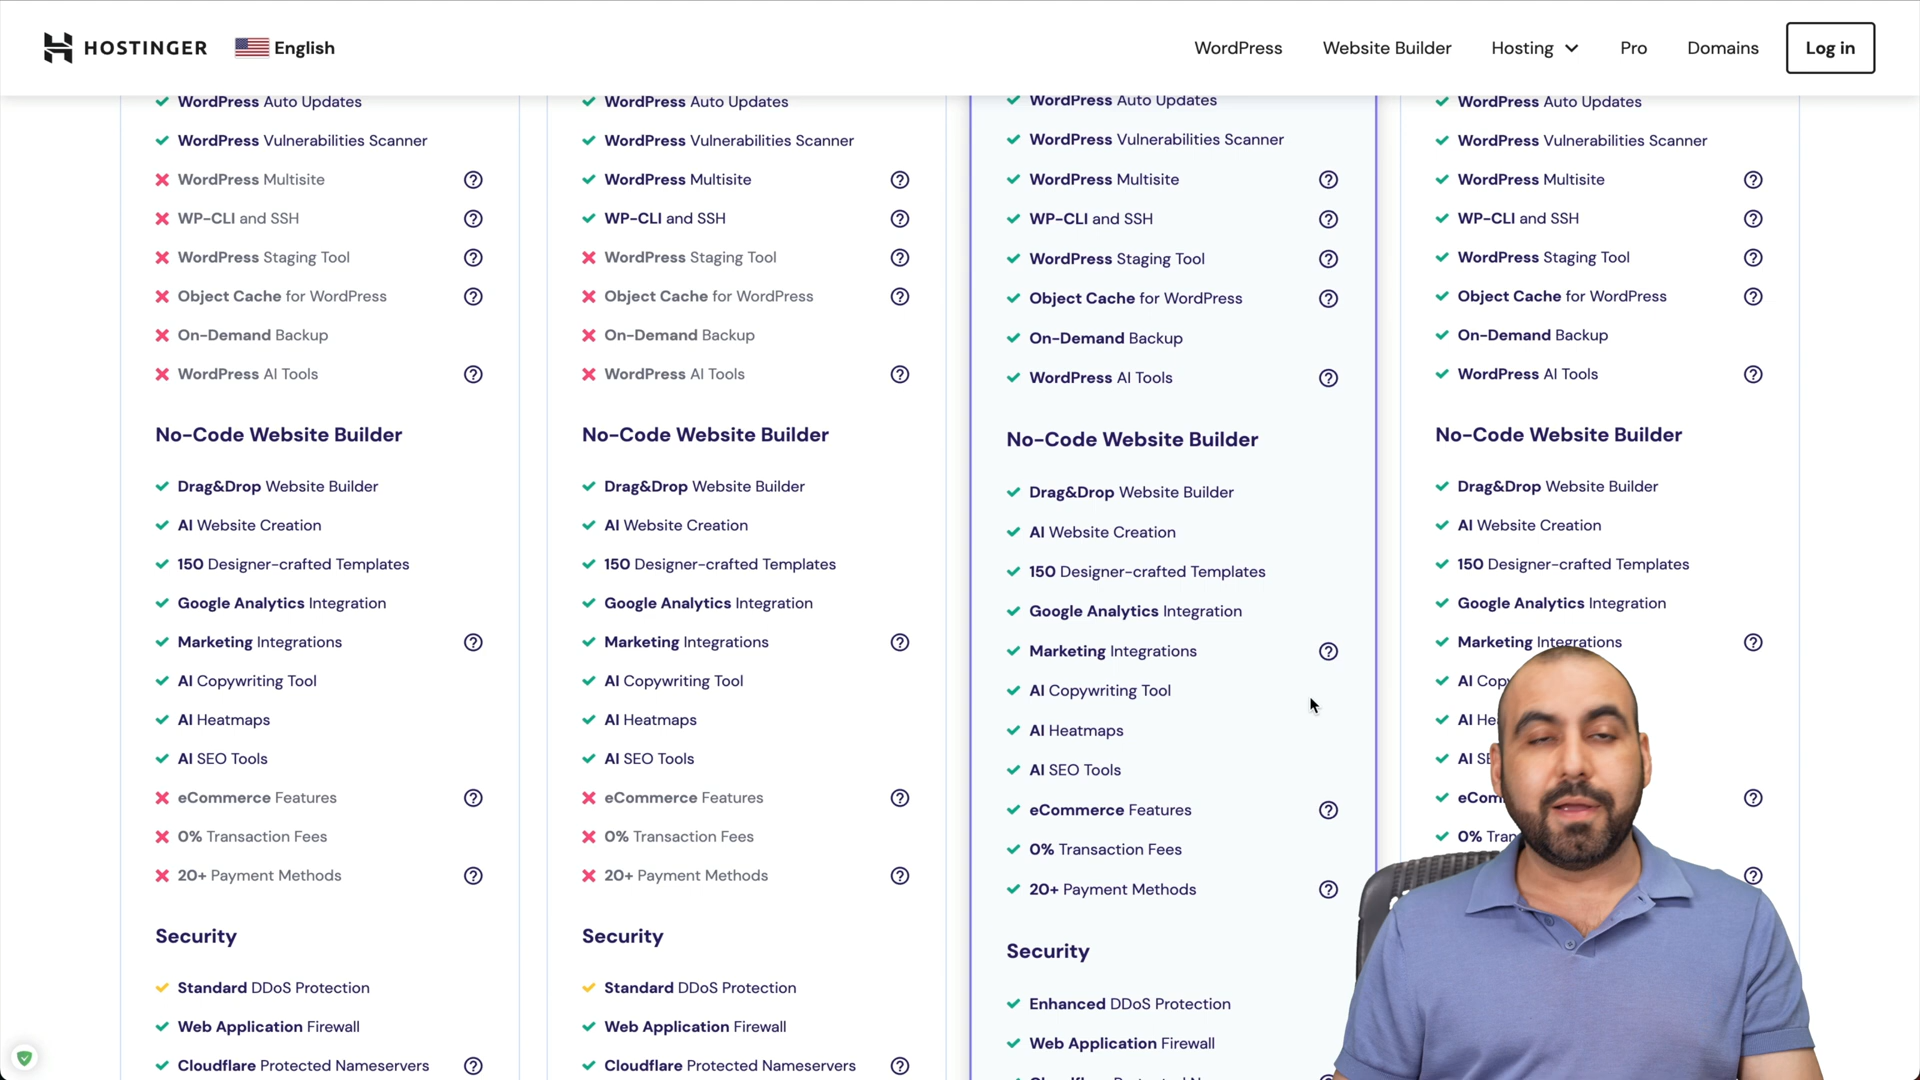 HOSTINGER
English
WordPress
Website Builder
Hosting
Pro
Domains
Log in
WordPress Auto Updates
WordPress Vulnerabilities Scanner
WordPress Multisite
WP-CLI and SSH
WordPress Staging Tool
Object Cache for WordPress
On-Demand Backup
WordPress AI Tools
No-Code Website Builder
Drag&Drop Website Builder
AI Website Creation
150 Designer-crafted Templates
Google Analytics Integration
Marketing Integrations
AI Copywriting Tool
AI Heatmaps
AI SEO Tools
eCommerce Features
0% Transaction Fees
20+ Payment Methods
Security
Standard DDoS Protection
Web Application Firewall
Cloudflare Protected Nameservers
WordPress Auto Updates
WordPress Vulnerabilities Scanner
WordPress Multisite
WP-CLI and SSH
WordPress Staging Tool
Object Cache for WordPress
On-Demand Backup
WordPress AI Tools
No-Code Website Builder
Drag&Drop Website Builder
AI Website Creation
150 Designer-crafted Templates
Google Analytics Integration
Marketing Integrations
AI Copywriting Tool
AI Heatmaps
AI SEO Tools
eCommerce Features
0% Transaction Fees
20+ Payment Methods
Security
Standard DDoS Protection
Web Application Firewall
Cloudflare Protected Nameservers
WordPress Auto Updates
WordPress Vulnerabilities Scanner
WordPress Multisite
WP-CLI and SSH
WordPress Staging Tool
Object Cache for WordPress
On-Demand Backup
WordPress AI Tools
No-Code Website Builder
Drag&Drop Website Builder
AI Website Creation
150 Designer-crafted Templates
Google Analytics Integration
Marketing Integrations
AI Copywriting Tool
AI Heatmaps
AI SEO Tools
eCommerce Features
0% Transaction Fees
20+ Payment Methods
Security
Enhanced DDoS Protection
Web Application Firewall
WordPress Auto Updates
WordPress Vulnerabilities Scanner
WordPress Multisite
WP-CLI and SSH
WordPress Staging Tool
Object Cache for WordPress
On-Demand Backup
WordPress AI Tools
No-Code Website Builder
Drag&Drop Website Builder
AI Website Creation
150 Designer-crafted Templates
Google Analytics Integration
Marketing Integrations
AI
AI
AI
0%